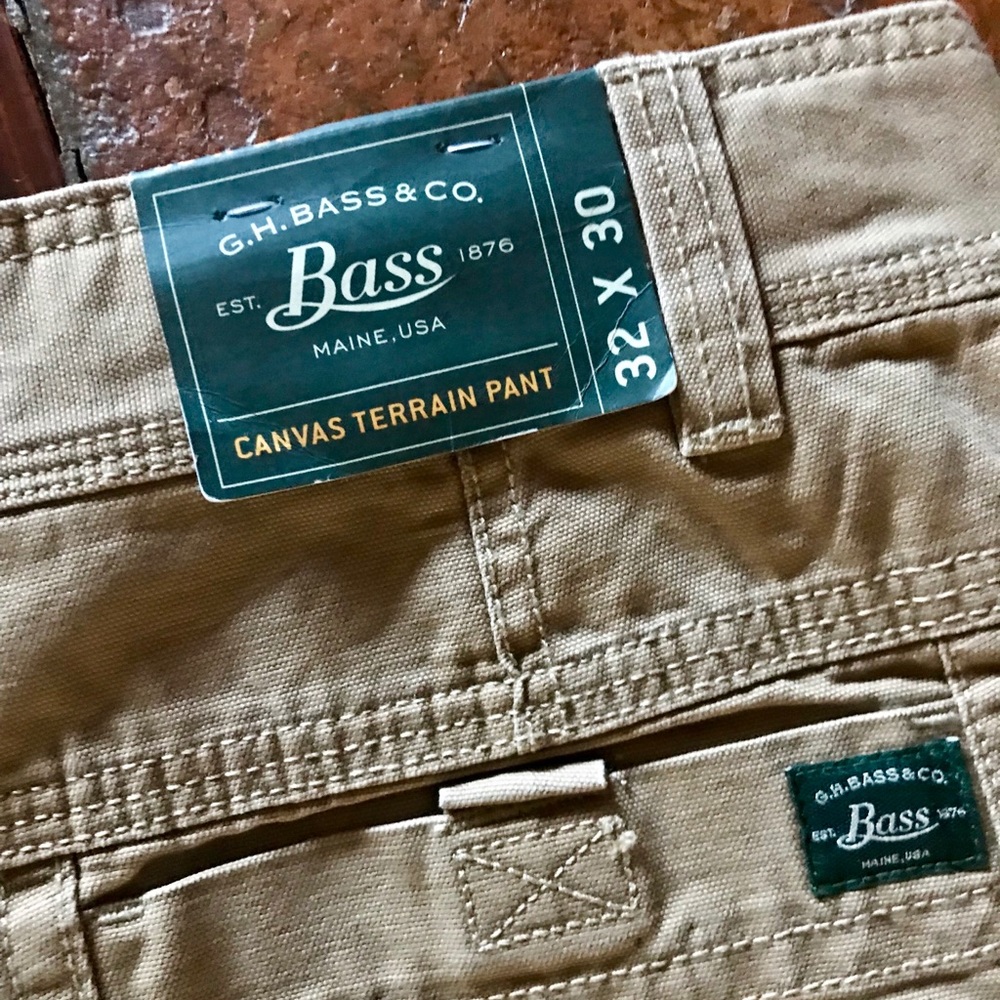 G.H. BASS & CO.
EST. Bass 1876
MAINE, USA
CANVAS TERRAIN PANT
32 X 30
G.H. BASS & CO.
EST. Bass 1876
MAINE, USA